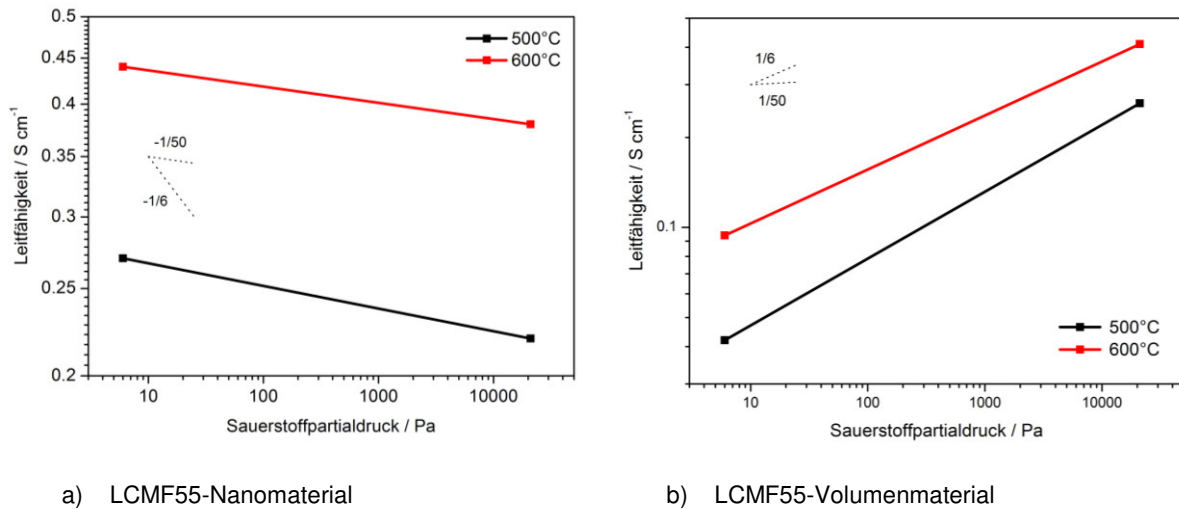 0.5
0.45
0.4
0.35
0.3
0.25
0.2
Leitfähigkeit / S cm⁻¹
500°C
600°C
-1/50
-1/6
10
100
1000
10000
Sauerstoffpartialdruck / Pa
a) LCMF55-Nanomaterial
0.1
Leitfähigkeit / S cm⁻¹
1/6
1/50
500°C
600°C
10
100
1000
10000
Sauerstoffpartialdruck / Pa
b) LCMF55-Volumenmaterial